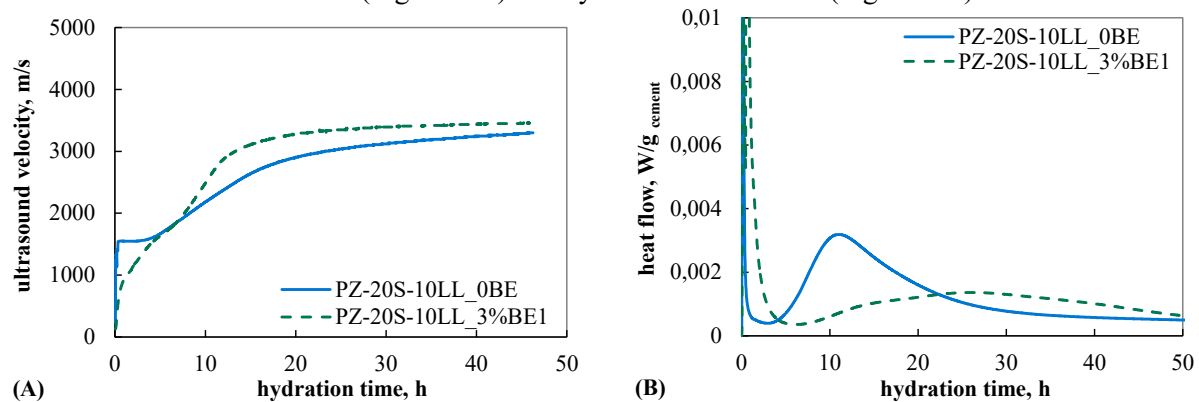 5000
4000
3000
2000
1000
0
ultrasound velocity, m/s
PZ-20S-10LL_0BE
PZ-20S-10LL_3%BE1
0 10 20 30 40 50
(A) hydration time, h
0,01
0,008
0,006
0,004
0,002
0
heat flow, W/g cement
PZ-20S-10LL_0BE
PZ-20S-10LL_3%BE1
0 10 20 30 40 50
(B) hydration time, h